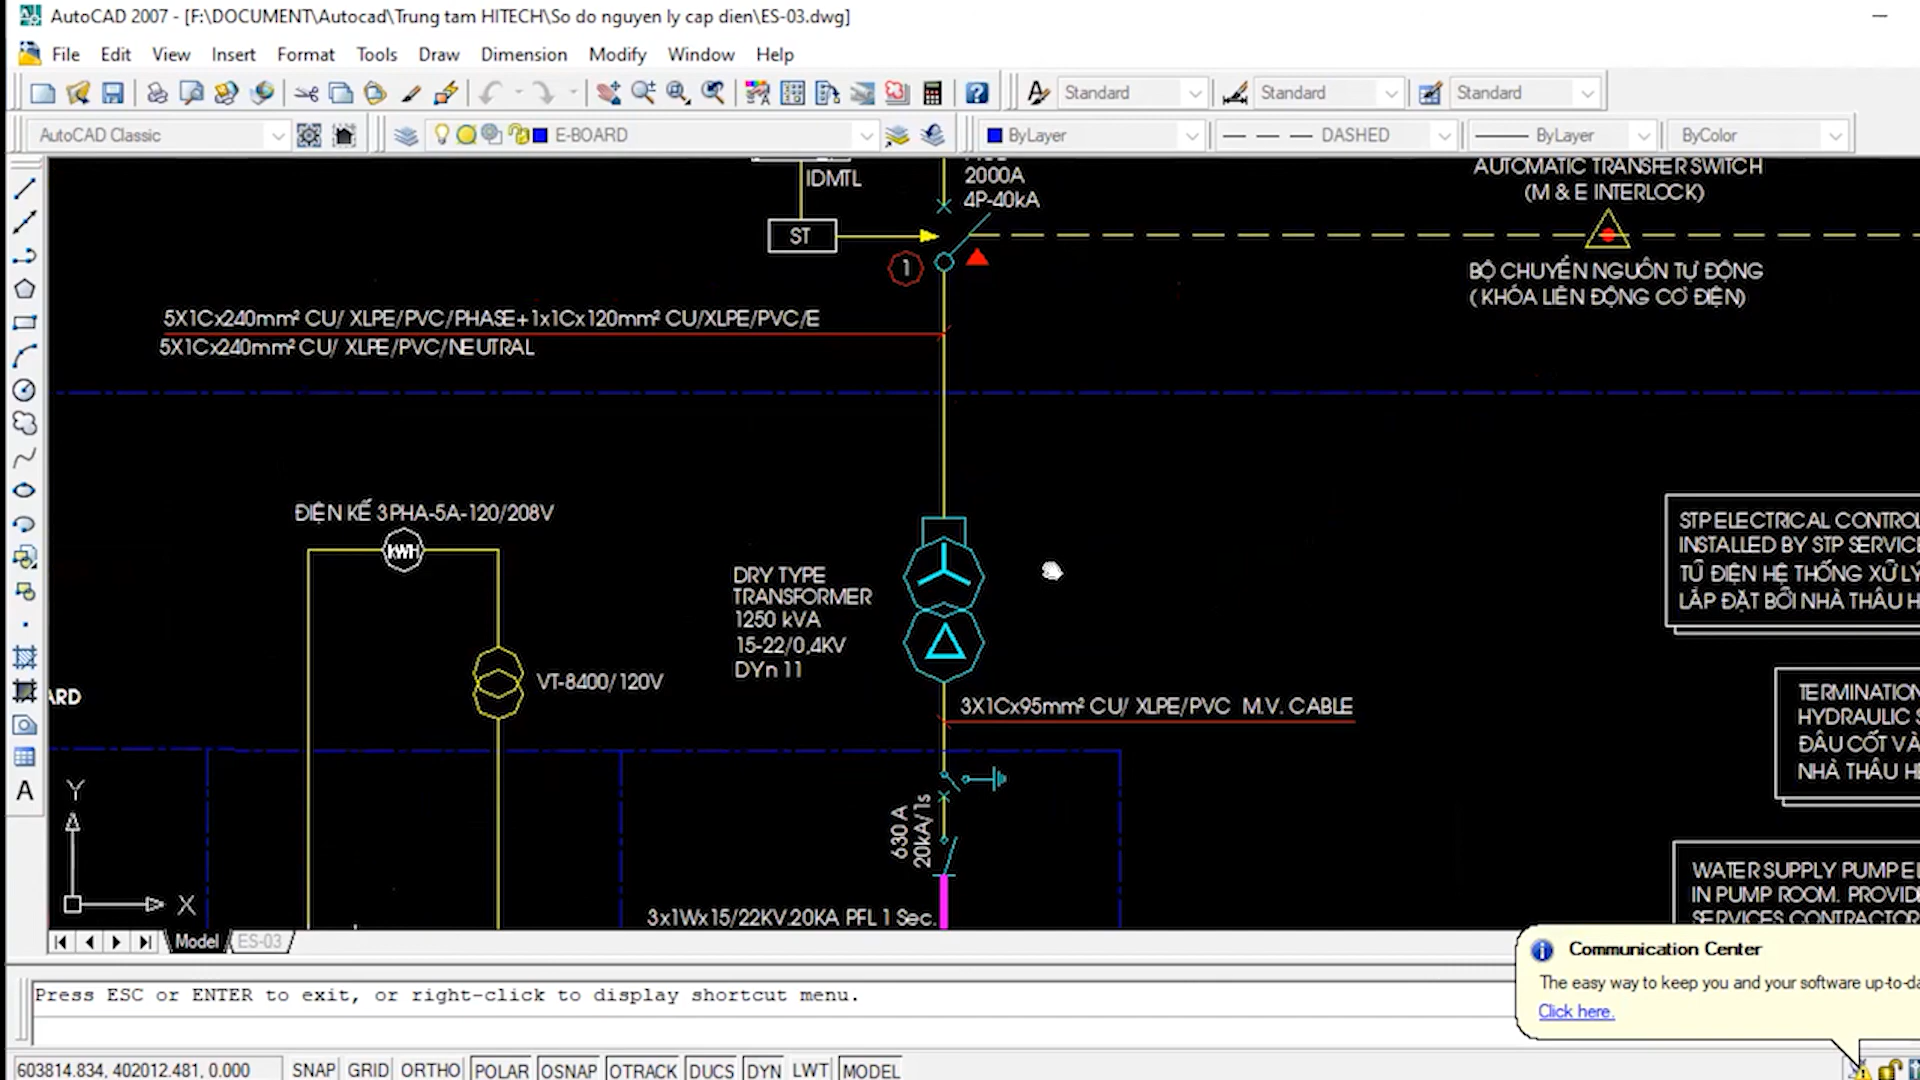 AutoCAD 2007 - [F:\DOCUMENT\Autocad\Trung tam HITECH\So do nguyen ly cap dien\ES-03.dwg]
File Edit View Insert Format Tools Draw Dimension Modify Window Help
Standard Standard Standard
AutoCAD Classic E-BOARD ByLayer DASHED ByLayer ByColor
IDMTL
2000A
4P-40kA
ST
1
AUTOMATIC TRANSFER SWITCH
(M & E INTERLOCK)
BỘ CHUYỂN NGUỒN TỰ ĐỘNG
( KHÓA LIÊN ĐỘNG CƠ ĐIỆN)
5X1Cx240mm² CU/ XLPE/PVC/PHASE+1x1Cx120mm² CU/XLPE/PVC/E
5X1Cx240mm² CU/ XLPE/PVC/NEUTRAL
ĐIỆN KẾ 3PHA-5A-120/208V
KWH
VT-8400/120V
DRY TYPE
TRANSFORMER
1250 kVA
15-22/0,4KV
DYn 11
3X1Cx95mm² CU/ XLPE/PVC M.V. CABLE
630 A
20kA/1s
3x1Wx15/22KV.20KA PFL 1 Sec.
STP ELECTRICAL CONTROL
INSTALLED BY STP SERVIC
TỦ ĐIỆN HỆ THỐNG XỬ LÝ
LẮP ĐẶT BỞI NHÀ THẦU H
TERMINATION
HYDRAULIC S
ĐẤU CỐT VÀ
NHÀ THẦU HỆ
WATER SUPPLY PUMP EL
IN PUMP ROOM. PROVID
SERVICES CONTRACTOR
ARD
Y
X
Model ES-03
Communication Center
The easy way to keep you and your software up-to-da
Click here.
Press ESC or ENTER to exit, or right-click to display shortcut menu.
603814.834, 402012.481, 0.000 SNAP GRID ORTHO POLAR OSNAP OTRACK DUCS DYN LWT MODEL